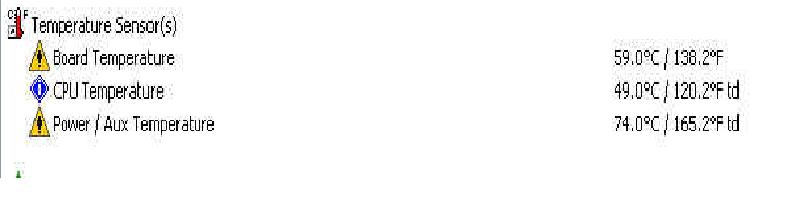 Temperature Sensor(s)
Board Temperature 59.0°C / 138.2°F
CPU Temperature 49.0°C / 120.2°F td
Power / Aux Temperature 74.0°C / 165.2°F td